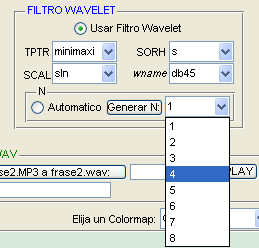 FILTRO WAVELET
Usar Filtro Wavelet
TPTR minimaxi SORH s
SCAL sln wname db45
N
Automatico Generar N: 1
1
2
3
4
5
6
7
8
WAV
se2.MP3 a frase2.wav: PLAY
Elija un Colormap: